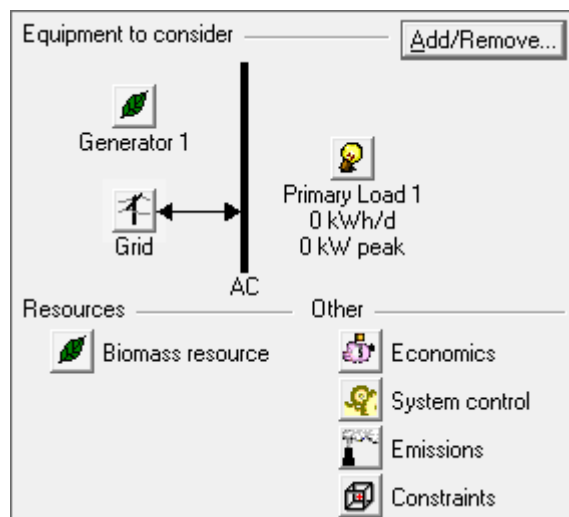 Equipment to consider
Add/Remove...
Generator 1
Grid
Primary Load 1
0 kWh/d
0 kW peak
AC
Resources
Other
Biomass resource
Economics
System control
Emissions
Constraints